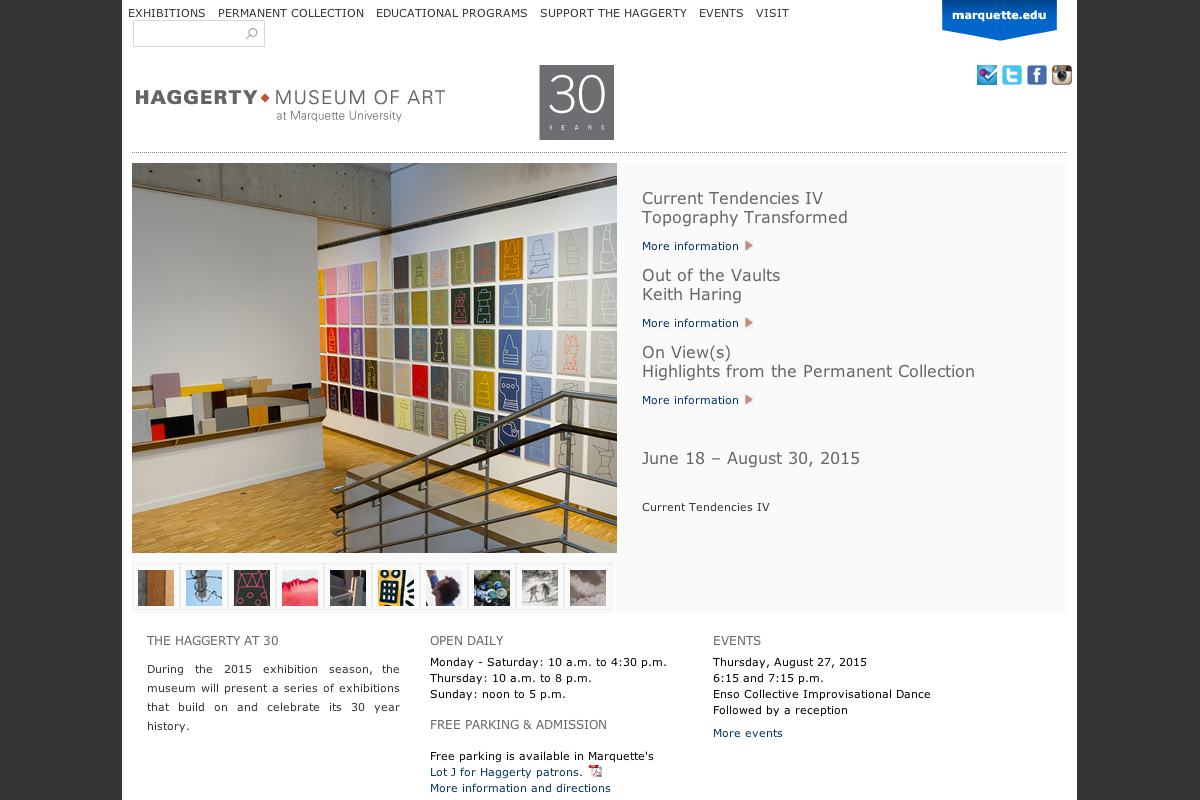 EXHIBITIONS PERMANENT COLLECTION EDUCATIONAL PROGRAMS SUPPORT THE HAGGERTY EVENTS VISIT
marquette.edu
HAGGERTY MUSEUM OF ART
at Marquette University
30
YEARS
Current Tendencies IV
Topography Transformed
More information
Out of the Vaults
Keith Haring
More information
On View(s)
Highlights from the Permanent Collection
More information
June 18 – August 30, 2015
Current Tendencies IV
THE HAGGERTY AT 30
During the 2015 exhibition season, the
museum will present a series of exhibitions
that build on and celebrate its 30 year
history.
OPEN DAILY
Monday - Saturday: 10 a.m. to 4:30 p.m.
Thursday: 10 a.m. to 8 p.m.
Sunday: noon to 5 p.m.
FREE PARKING & ADMISSION
Free parking is available in Marquette's
Lot J for Haggerty patrons.
More information and directions
EVENTS
Thursday, August 27, 2015
6:15 and 7:15 p.m.
Enso Collective Improvisational Dance
Followed by a reception
More events